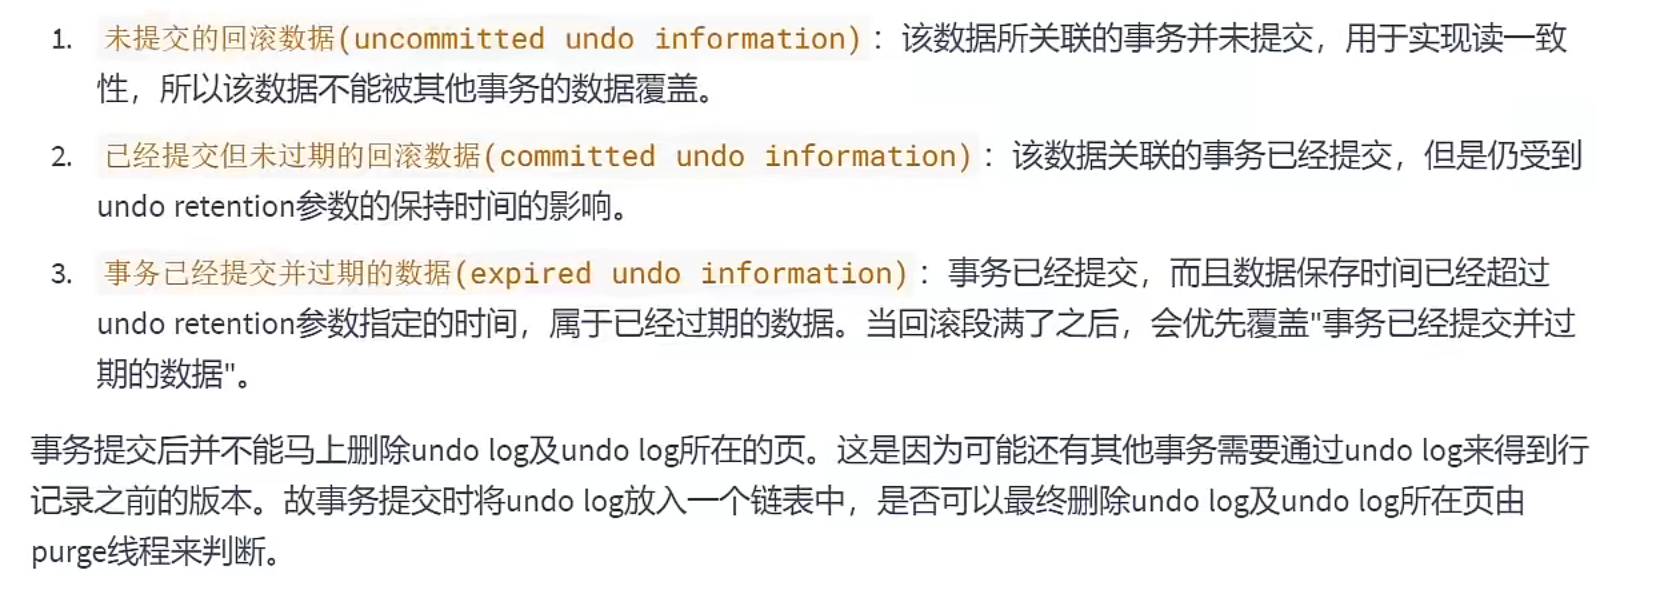 1. 未提交的回滚数据(uncommitted undo information)：该数据所关联的事务并未提交，用于实现读一致
性，所以该数据不能被其他事务的数据覆盖。
2. 已经提交但未过期的回滚数据(committed undo information)：该数据关联的事务已经提交，但是仍受到
undo retention参数的保持时间的影响。
3. 事务已经提交并过期的数据(expired undo information)：事务已经提交，而且数据保存时间已经超过
undo retention参数指定的时间，属于已经过期的数据。当回滚段满了之后，会优先覆盖"事务已经提交并过
期的数据"。
事务提交后并不能马上删除undo log及undo log所在的页。这是因为可能还有其他事务需要通过undo log来得到行
记录之前的版本。故事务提交时将undo log放入一个链表中，是否可以最终删除undo log及undo log所在页由
purge线程来判断。